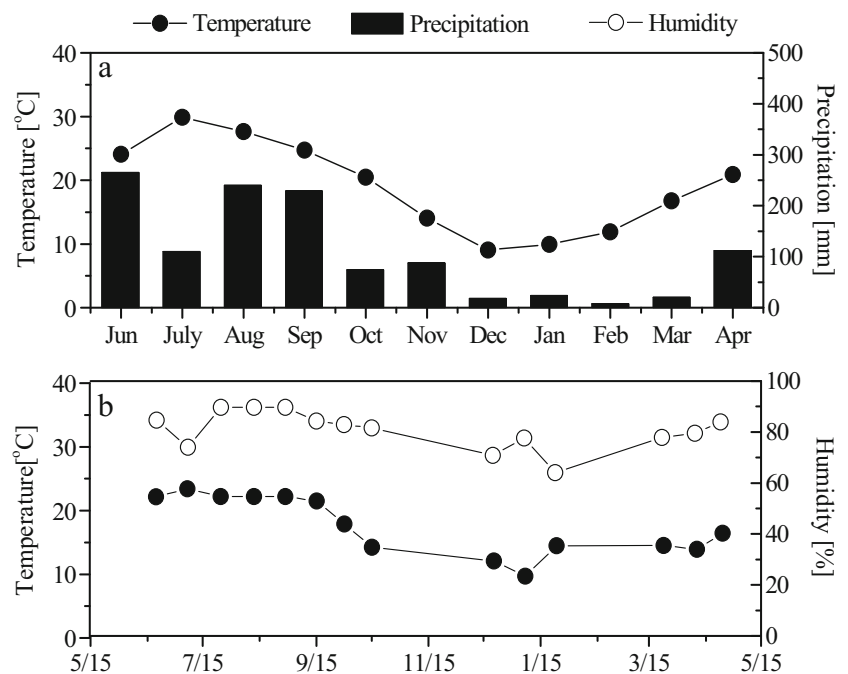 Temperature Precipitation Humidity
a
Temperature [°C]
40
30
20
10
0
Precipitation [mm]
500
400
300
200
100
0
Jun July Aug Sep Oct Nov Dec Jan Feb Mar Apr
b
Temperature[°C]
40
30
20
10
0
Humidity [%]
100
80
60
40
20
0
5/15 7/15 9/15 11/15 1/15 3/15 5/15